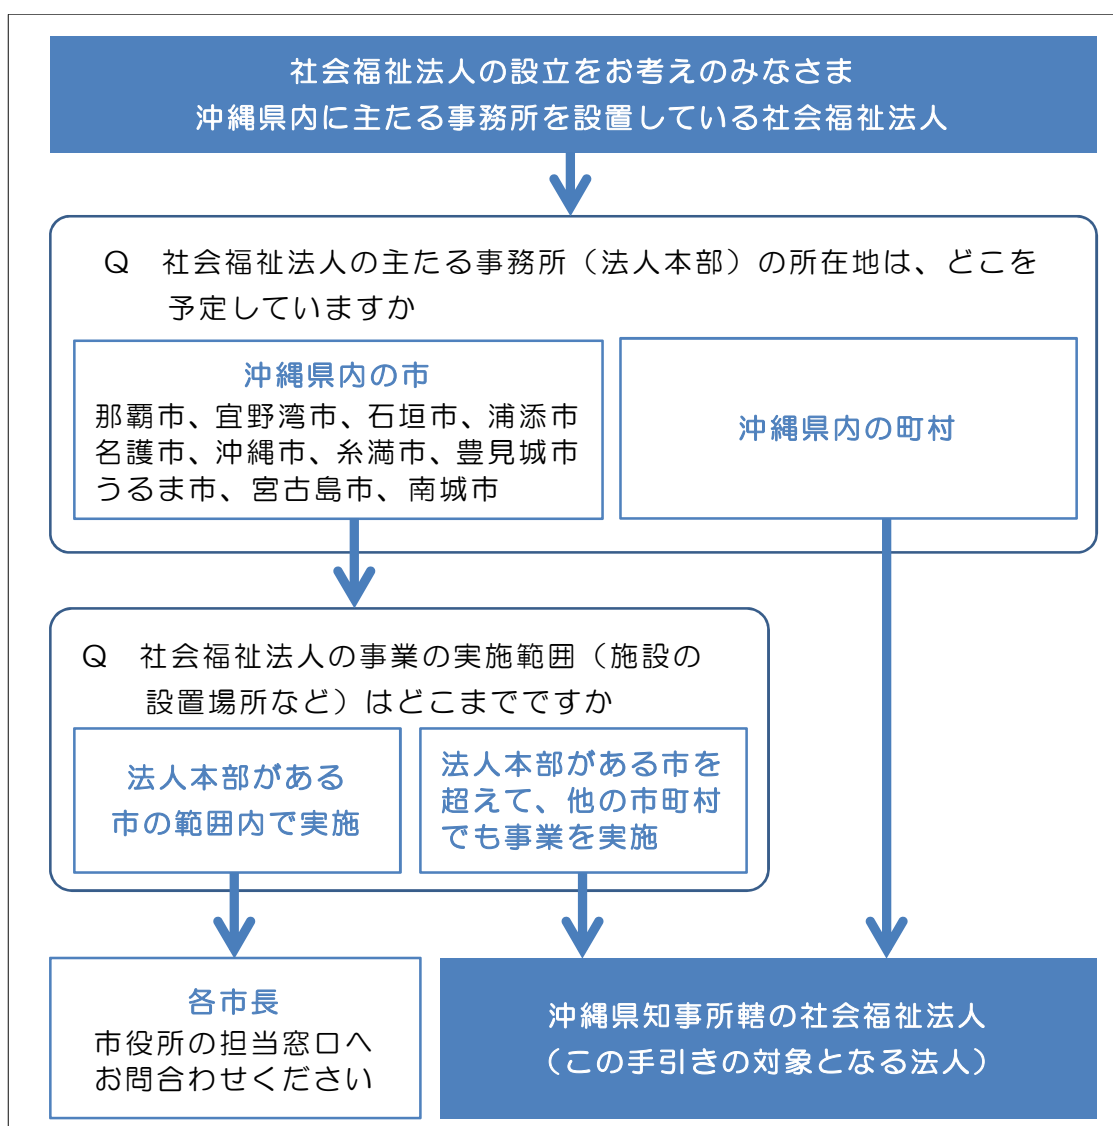 社会福祉法人の設立をお考えのみなさま
沖縄県内に主たる事務所を設置している社会福祉法人
Q　社会福祉法人の主たる事務所（法人本部）の所在地は、どこを
予定していますか
沖縄県内の市
那覇市、宜野湾市、石垣市、浦添市
名護市、沖縄市、糸満市、豊見城市
うるま市、宮古島市、南城市
沖縄県内の町村
Q　社会福祉法人の事業の実施範囲（施設の
設置場所など）はどこまでですか
法人本部がある
市の範囲内で実施
法人本部がある市を
超えて、他の市町村
でも事業を実施
各市長
市役所の担当窓口へ
お問合わせください
沖縄県知事所轄の社会福祉法人
（この手引きの対象となる法人）